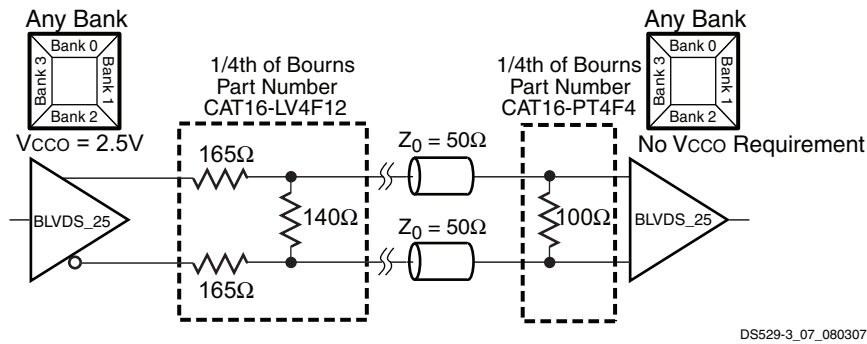 Any Bank
Bank 0
Bank 3
Bank 1
Bank 2
VCCO = 2.5V
1/4th of Bourns
Part Number
CAT16-LV4F12
1/4th of Bourns
Part Number
CAT16-PT4F4
Any Bank
Bank 0
Bank 3
Bank 1
Bank 2
No VCCO Requirement
165Ω
Z0 = 50Ω
BLVDS_25
140Ω
100Ω
BLVDS_25
Z0 = 50Ω
165Ω
DS529-3_07_080307